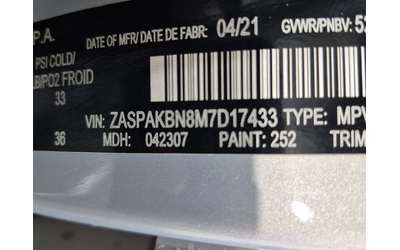 P.A. DATE OF MFR/ DATE DE FABR: 04/21 GVWR/PNBV: 52
PSI COLD/
LB/PO2 FROID
33
VIN: ZASPAKBN8M7D17433 TYPE: MPV
36 MDH: 042307 PAINT: 252 TRIM